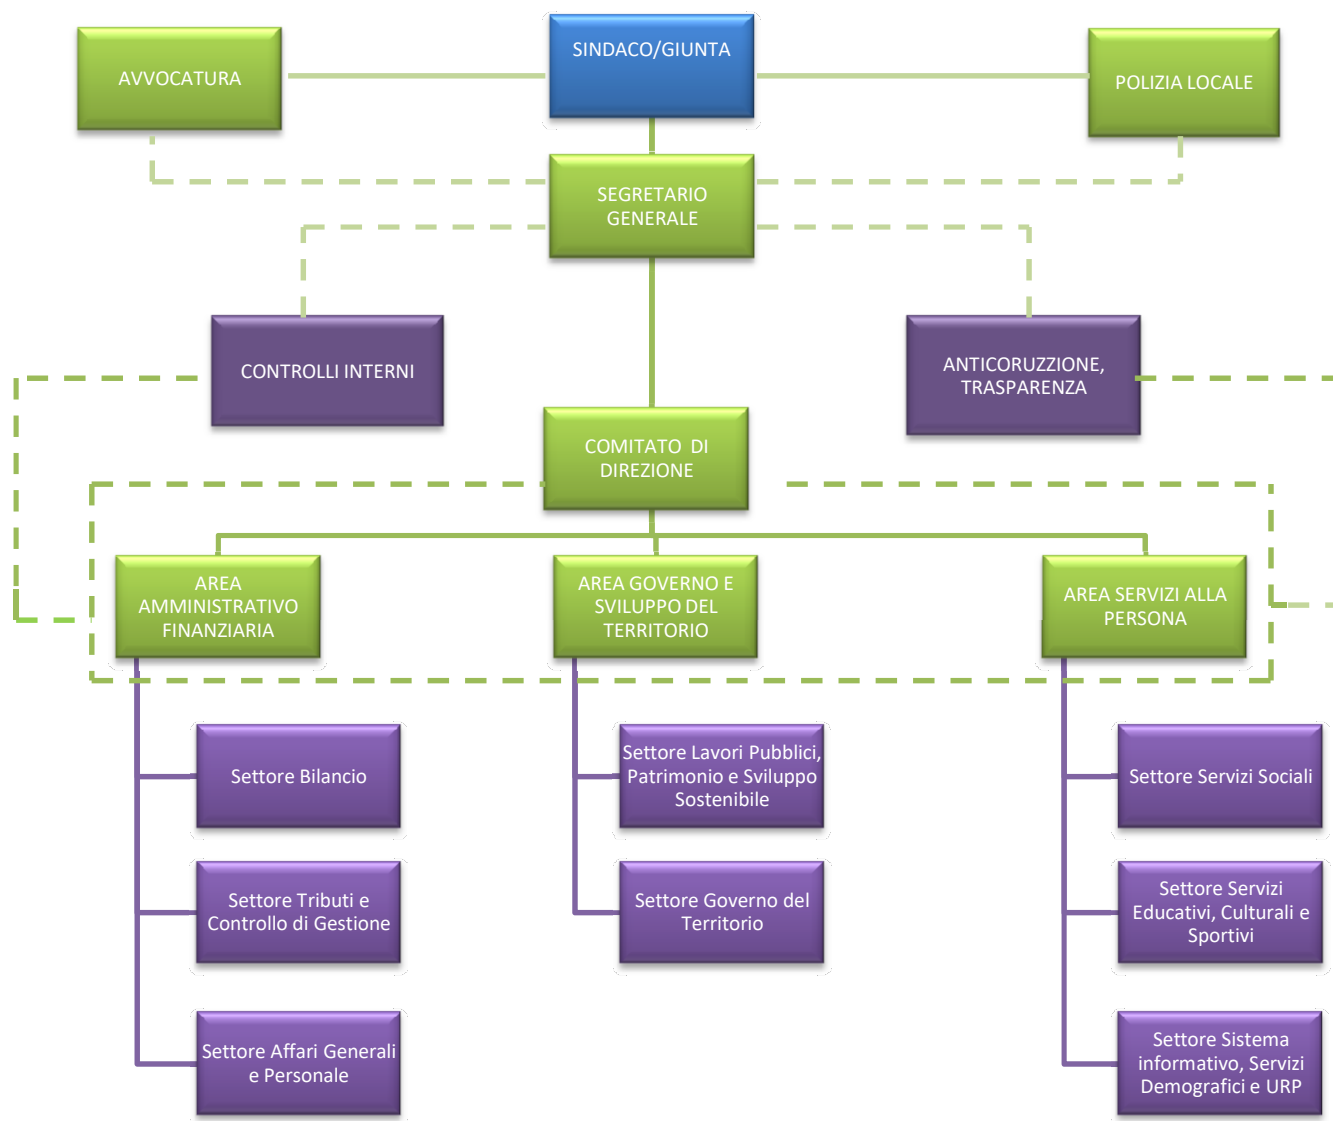 AVVOCATURA
SINDACO/GIUNTA
POLIZIA LOCALE
SEGRETARIO
GENERALE
CONTROLLI INTERNI
ANTICORUZZIONE,
TRASPARENZA
COMITATO DI
DIREZIONE
AREA
AMMINISTRATIVO
FINANZIARIA
AREA GOVERNO E
SVILUPPO DEL
TERRITORIO
AREA SERVIZI ALLA
PERSONA
Settore Bilancio
Settore Lavori Pubblici,
Patrimonio e Sviluppo
Sostenibile
Settore Servizi Sociali
Settore Tributi e
Controllo di Gestione
Settore Governo del
Territorio
Settore Servizi
Educativi, Culturali e
Sportivi
Settore Affari Generali
e Personale
Settore Sistema
informativo, Servizi
Demografici e URP